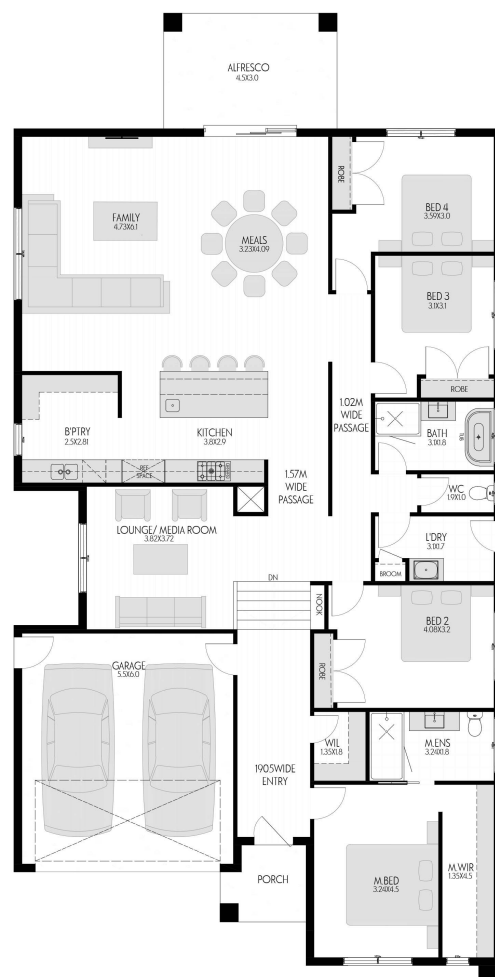 ALFRESCO
4.5X3.0
ROBE
BED 4
3.59X3.0
FAMILY
4.73X6.1
MEALS
3.23X4.09
BED 3
3.1X3.1
ROBE
1.02M
WIDE
PASSAGE
B'PTRY
2.5X2.81
KITCHEN
3.8X2.9
BATH
3.1X1.8
TUB
REF.
SPACE
1.57M
WIDE
PASSAGE
WC
1.9X1.0
LOUNGE/ MEDIA ROOM
3.82X3.72
L'DRY
3.1X1.7
BROOM
DN
NOOK
BED 2
4.08X3.2
GARAGE
5.5X6.0
ROBE
WIL
1.35X1.8
M.ENS
3.24X1.8
1905WIDE
ENTRY
PORCH
M.BED
3.24X4.5
M.WIR
1.35X4.5